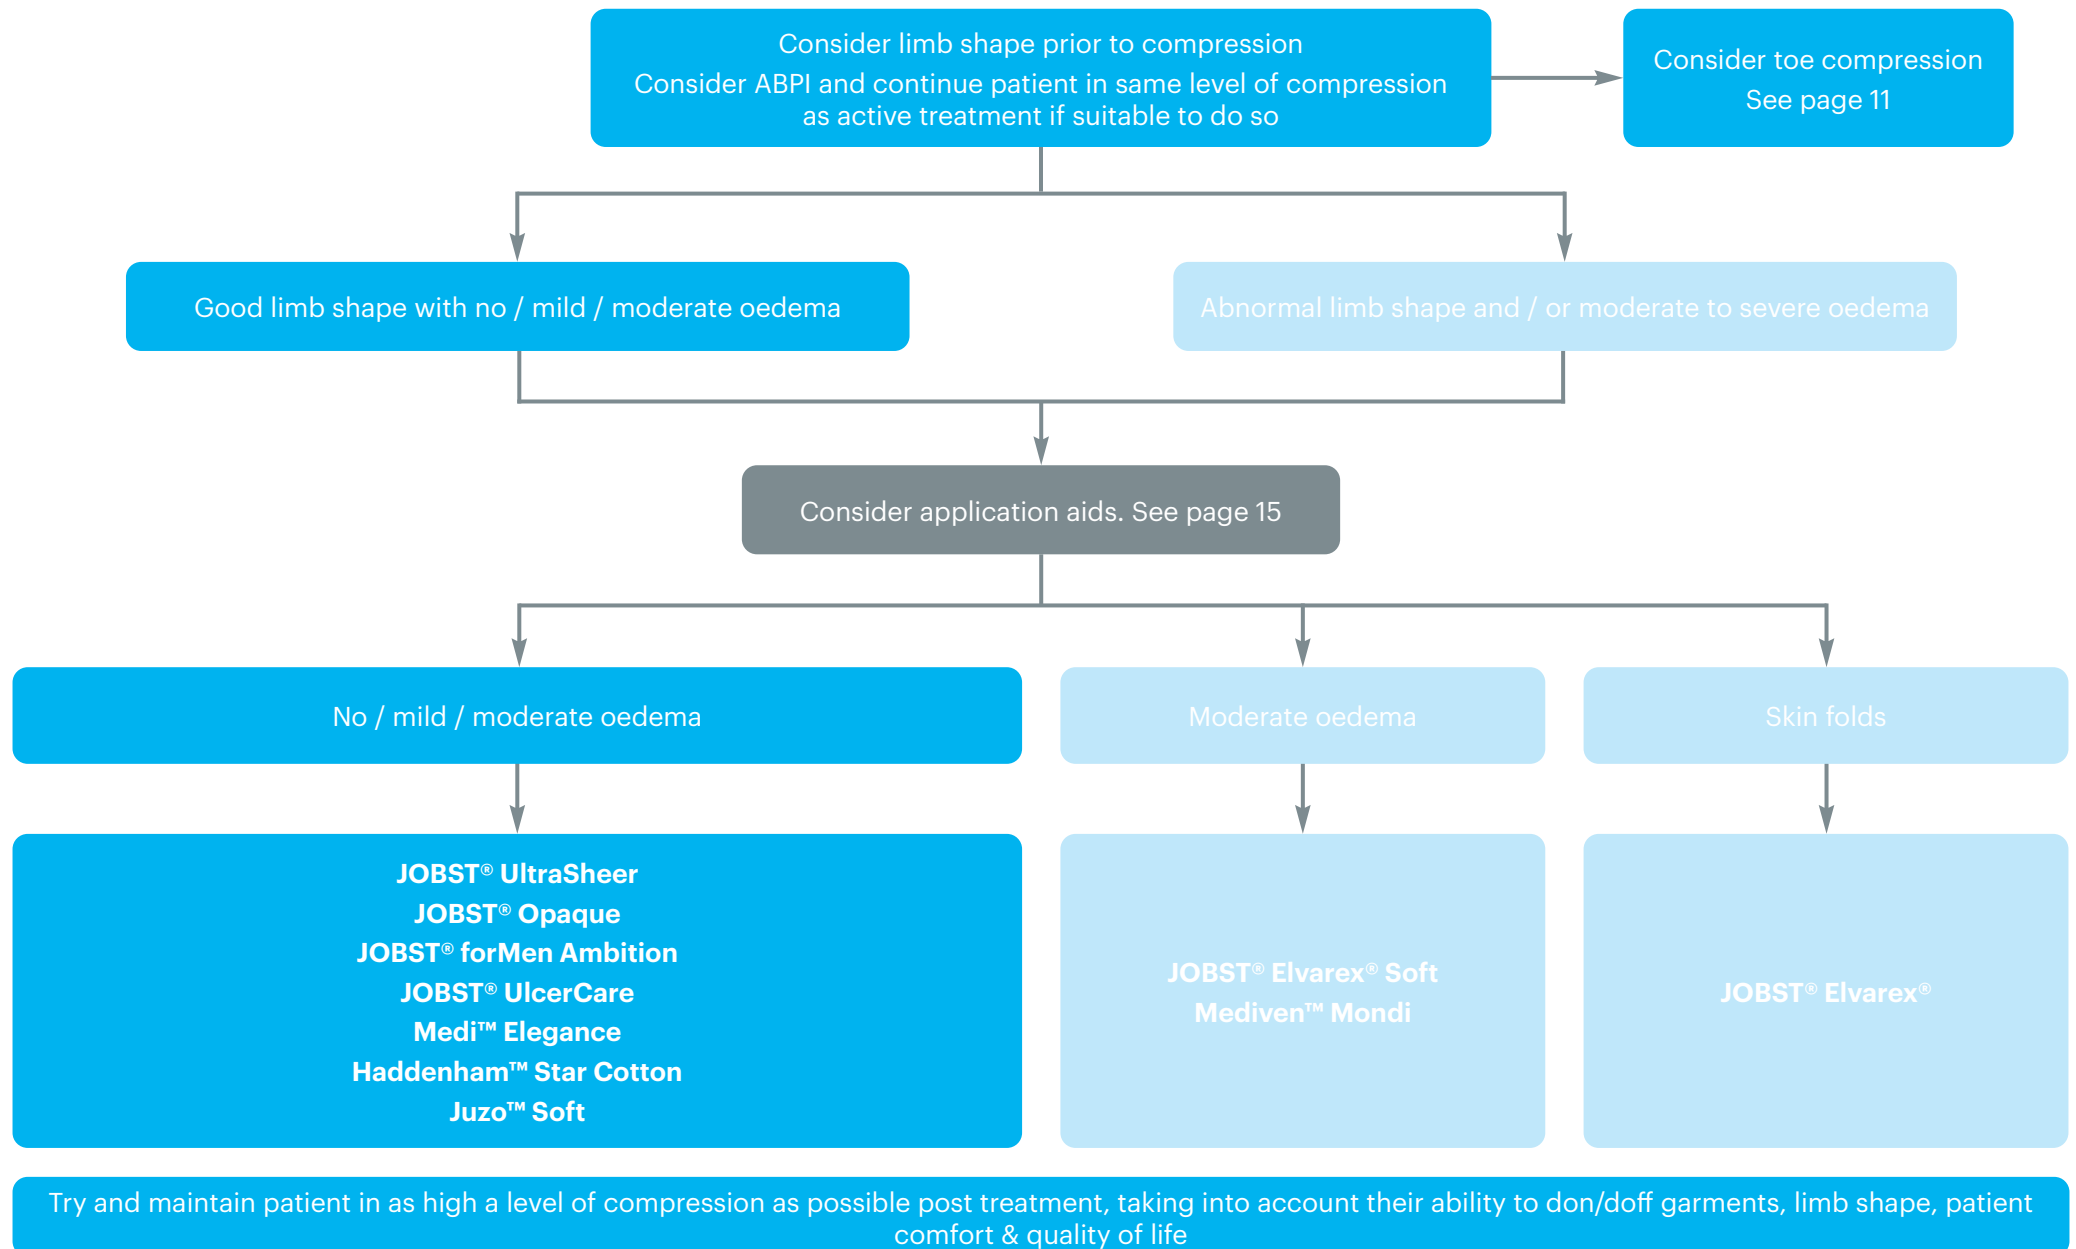 Consider limb shape prior to compression
Consider ABPI and continue patient in same level of compression
as active treatment if suitable to do so
Consider toe compression
See page 11
Good limb shape with no / mild / moderate oedema
Abnormal limb shape and / or moderate to severe oedema
Consider application aids. See page 15
No / mild / moderate oedema
Moderate oedema
Skin folds
JOBST® UltraSheer
JOBST® Opaque
JOBST® forMen Ambition
JOBST® UlcerCare
Medi™ Elegance
Haddenham™ Star Cotton
Juzo™ Soft
JOBST® Elvarex® Soft
Mediven™ Mondi
JOBST® Elvarex®
Try and maintain patient in as high a level of compression as possible post treatment, taking into account their ability to don/doff garments, limb shape, patient
comfort & quality of life